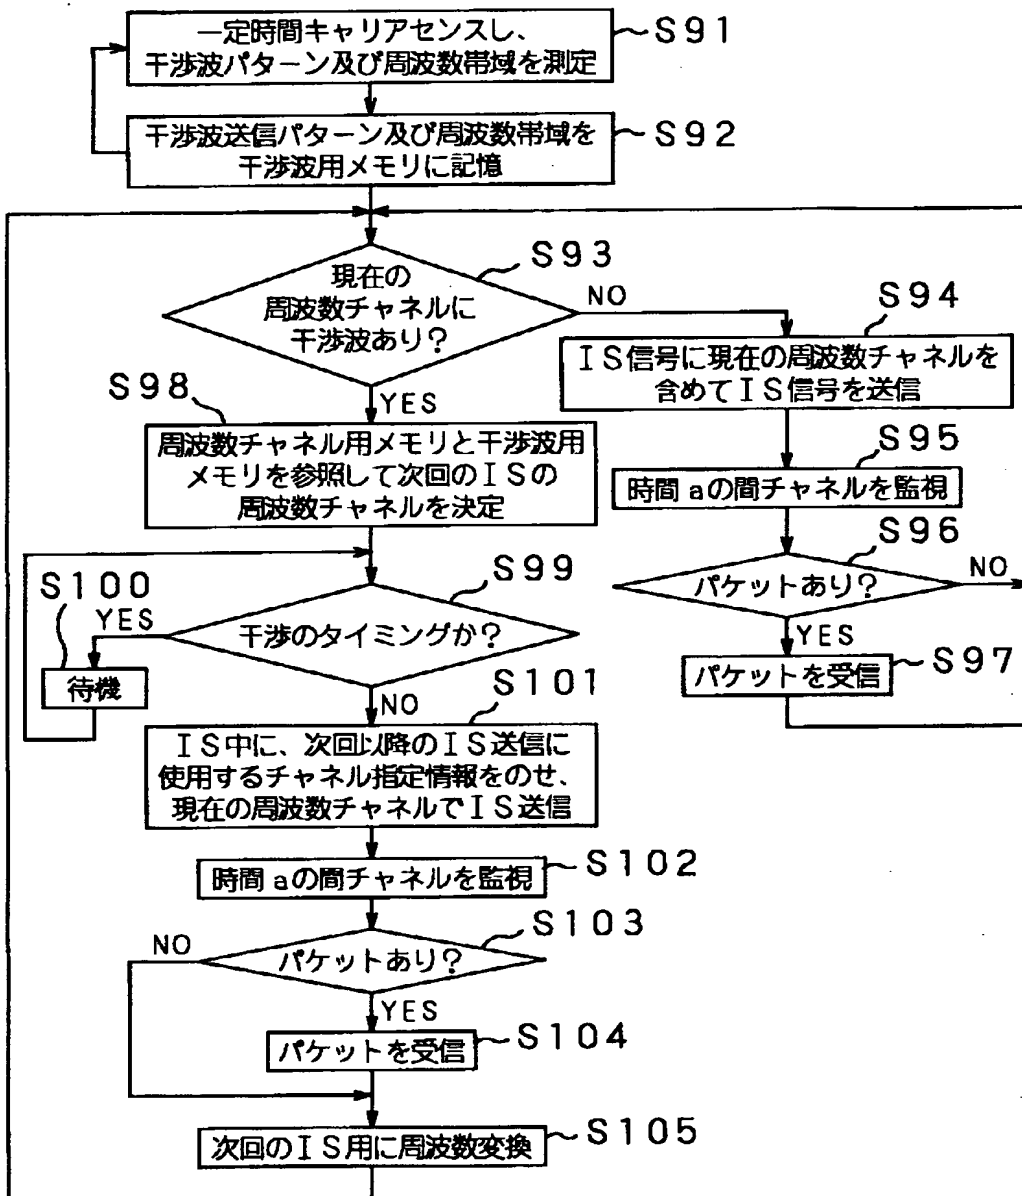 一定時間キャリアセンスし、
干渉波パターン及び周波数帯域を測定
S91
干渉波送信パターン及び周波数帯域を
干渉波用メモリに記憶
S92
現在の
周波数チャネルに
干渉波あり？
S93
NO
YES
S94
IS信号に現在の周波数チャネルを
含めてIS信号を送信
S95
時間aの間チャネルを監視
S96
パケットあり？
NO
YES
パケットを受信
S97
S98
周波数チャネル用メモリと干渉波用
メモリを参照して次回のISの
周波数チャネルを決定
S99
干渉のタイミングか？
YES
S100
待機
NO
S101
IS中に、次回以降のIS送信に
使用するチャネル指定情報をのせ、
現在の周波数チャネルでIS送信
時間aの間チャネルを監視
S102
S103
パケットあり？
NO
YES
パケットを受信
S104
次回のIS用に周波数変換
S105